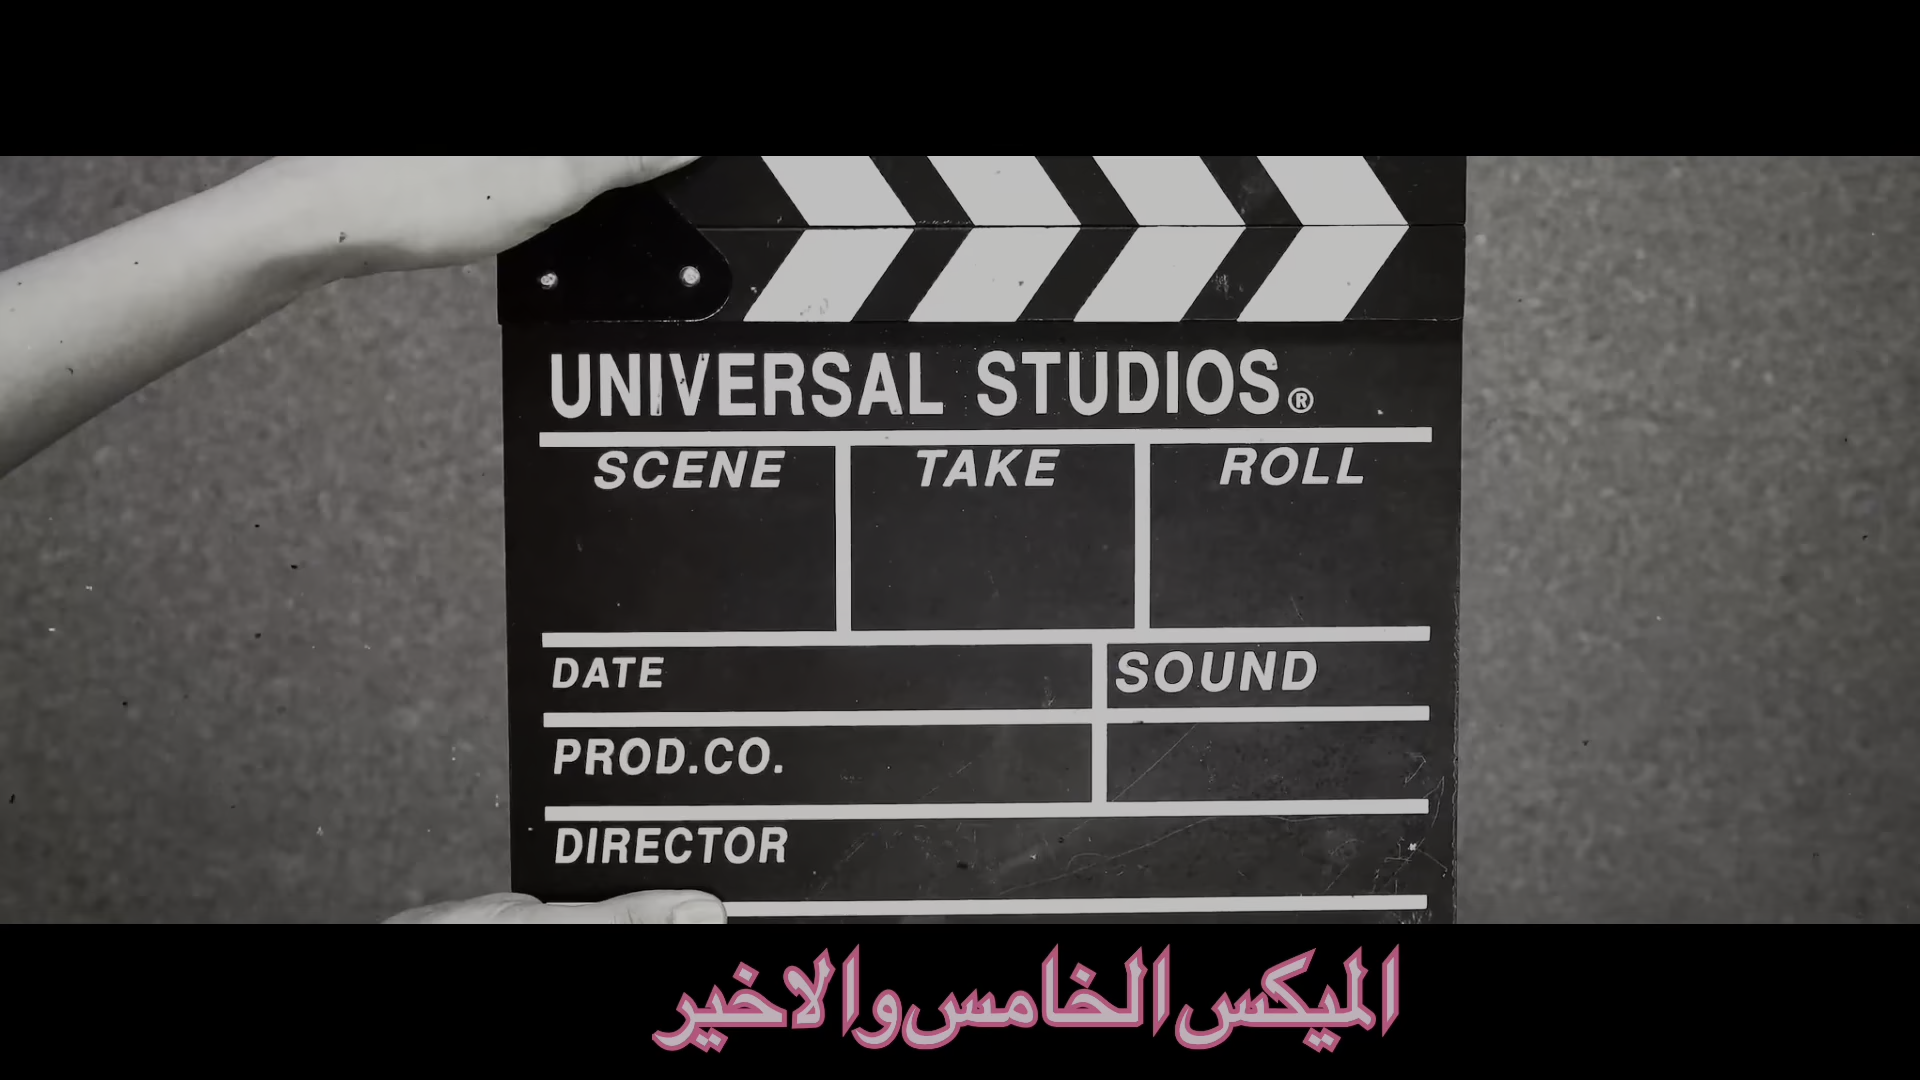 UNIVERSAL STUDIOS®
SCENE TAKE ROLL
DATE SOUND
PROD.CO.
DIRECTOR
الميكس الخامس والاخير